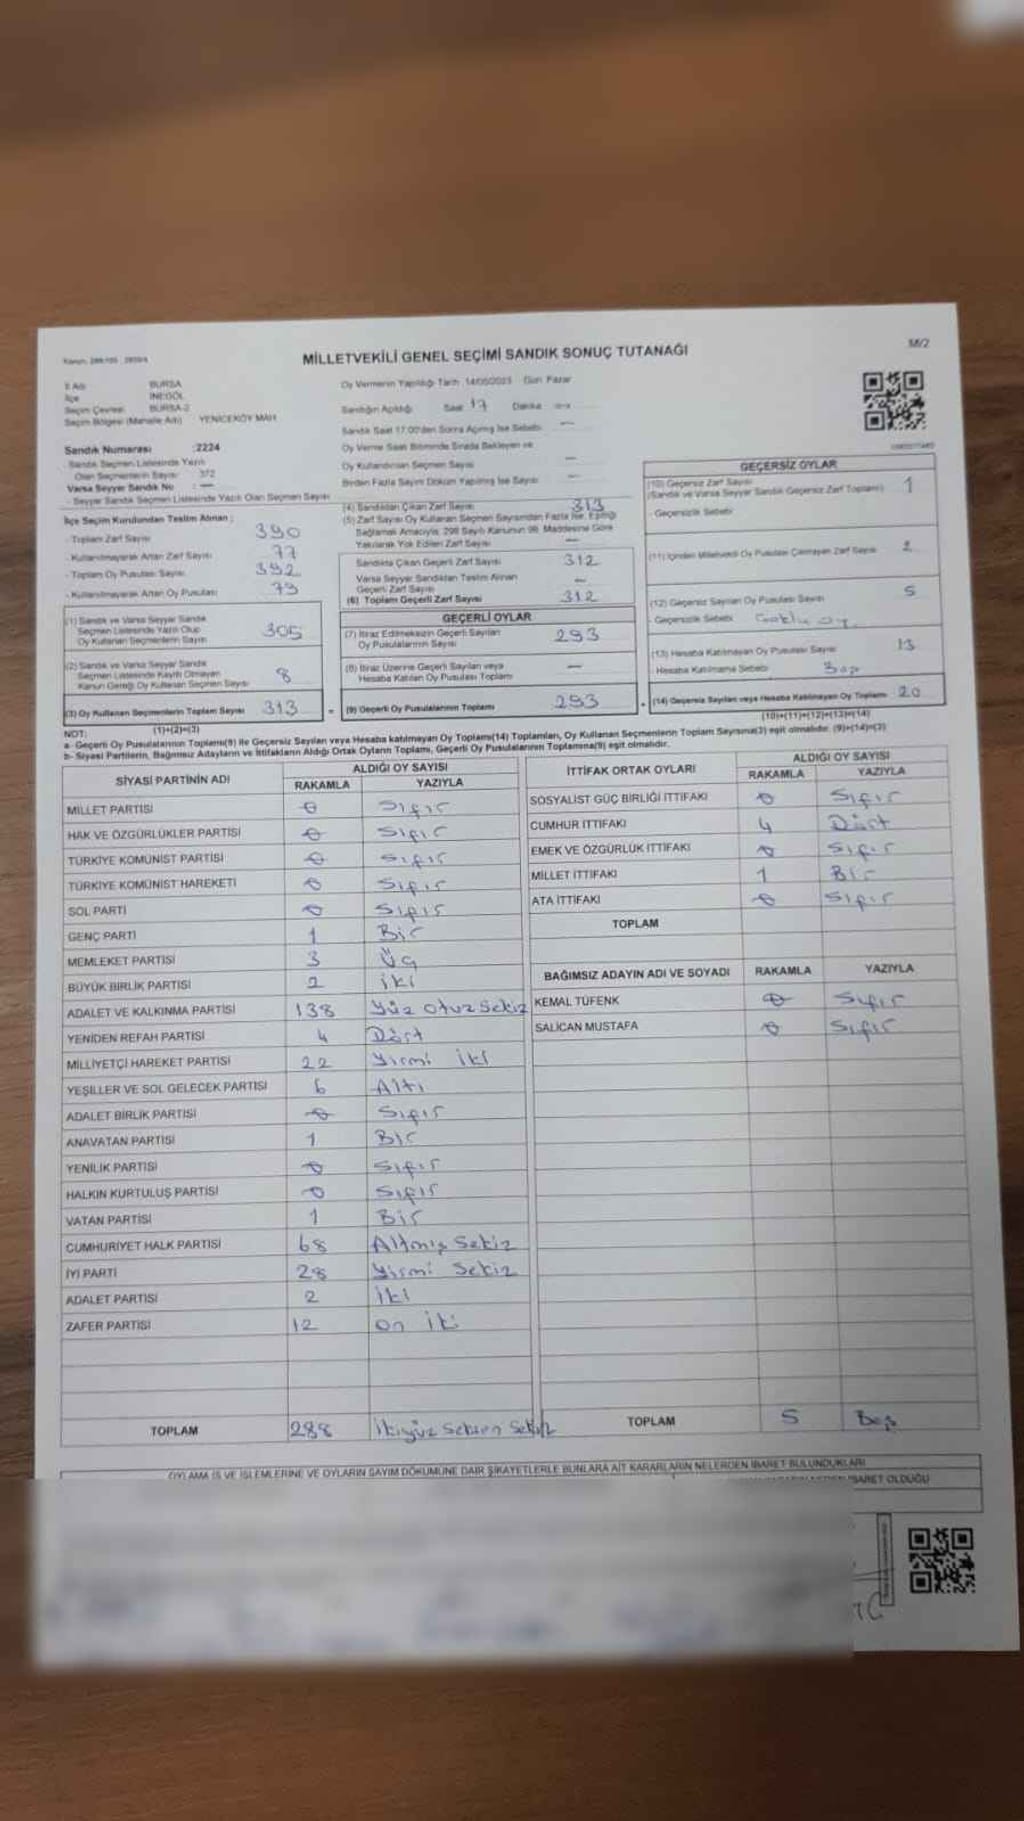 MİLLETVEKİLİ GENEL SEÇİMİ SANDIK SONUÇ TUTANAĞI
M/2
İl Adı BURSA
İlçe İNEGÖL
Seçim Çevresi BURSA-2
Seçim Bölgesi (Mahalle Adı) YENİCEKÖY MAH
Sandık Numarası :2224
Sandık Seçmen Listesinde Yazılı
Olan Seçmenlerin Sayısı 372
Varsa Seyyar Sandık No : —
Seyyar Sandık Seçmen Listesinde Yazılı Olan Seçmen Sayısı
İlçe Seçim Kurulundan Teslim Alınan ;
- Toplam Zarf Sayısı 390
- Kullanılmayarak Artan Zarf Sayısı 77
- Toplam Oy Pusulası Sayısı 392
- Kullanılmayarak Artan Oy Pusulası 79
(1) Sandık ve Varsa Seyyar Sandık
Seçmen Listesinde Yazılı Olup
Oy Kullanan Seçmenlerin Sayısı 305
(2) Sandık ve Varsa Seyyar Sandık
Seçmen Listesinde Kayıtlı Olmayan
Kanun Gereği Oy Kullanan Seçmen Sayısı 8
(3) Oy Kullanan Seçmenlerin Toplam Sayısı 313
(1)+(2)=(3)
Oy Vermenin Yapıldığı Tarih :14/05/2023 Gün: Pazar
Sandığın Açıldığı Saat 17 Dakika
Sandık Saat 17:00'den Sonra Açılmış İse Sebebi —
Oy Verme Saati Bitiminde Sırada Bekleyen ve
Oy Kullandırılan Seçmen Sayısı —
Birden Fazla Sayım Döküm Yapılmış İse Sayısı —
(4) Sandıktan Çıkan Zarf Sayısı 313
(5) Zarf Sayısı Oy Kullanan Seçmen Sayısından Fazla İse, Eşitliği
Sağlamak Amacıyla, 298 Sayılı Kanunun 98. Maddesine Göre
Yakılarak Yok Edilen Zarf Sayısı —
Sandıkta Çıkan Geçerli Zarf Sayısı 312
Varsa Seyyar Sandıktan Teslim Alınan
Geçerli Zarf Sayısı —
(6) Toplam Geçerli Zarf Sayısı 312
GEÇERLİ OYLAR
(7) İtiraz Edilmeksizin Geçerli Sayılan
Oy Pusulalarının Sayısı 293
(8) İtiraz Üzerine Geçerli Sayılan veya
Hesaba Katılan Oy Pusulası Toplamı —
(9) Geçerli Oy Pusulalarının Toplamı 293
GEÇERSİZ OYLAR
(10) Geçersiz Zarf Sayısı
(Sandık ve Varsa Seyyar Sandık Geçersiz Zarf Toplamı) 1
- Geçersizlik Sebebi
(11) İçinden Milletvekili Oy Pusulası Çıkmayan Zarf Sayısı
(12) Geçersiz Sayılan Oy Pusulası Sayısı 5
- Geçersizlik Sebebi
(13) Hesaba Katılmayan Oy Pusulası Sayısı 13
- Hesaba Katılmama Sebebi Boş
(14) Geçersiz Sayılan veya Hesaba Katılmayan Oy Toplamı 20
(10)+(11)+(12)+(13)=(14)
NOT:
a- Geçerli Oy Pusulalarının Toplamı(9) ile Geçersiz Sayılan veya Hesaba katılmayan Oy Toplamı(14) Toplamları, Oy Kullanan Seçmenlerin Toplam Sayısına(3) eşit olmalıdır. (9)+(14)=(3)
b- Siyasi Partilerin, Bağımsız Adayların ve İttifakların Aldığı Ortak Oyların Toplamı, Geçerli Oy Pusulalarının Toplamına(9) eşit olmalıdır.
SİYASİ PARTİNİN ADI ALDIĞI OY SAYISI
RAKAMLA YAZIYLA
MİLLET PARTİSİ 0 Sıfır
HAK VE ÖZGÜRLÜKLER PARTİSİ 0 Sıfır
TÜRKİYE KOMÜNİST PARTİSİ 0 Sıfır
TÜRKİYE KOMÜNİST HAREKETİ 0 Sıfır
SOL PARTİ 0 Sıfır
GENÇ PARTİ 1 Bir
MEMLEKET PARTİSİ 3 Üç
BÜYÜK BİRLİK PARTİSİ 2 iki
ADALET VE KALKINMA PARTİSİ 138 Yüz Otuz Sekiz
YENİDEN REFAH PARTİSİ 4 Dört
MİLLİYETÇİ HAREKET PARTİSİ 22 Yirmi iki
YEŞİLLER VE SOL GELECEK PARTİSİ 6 Altı
ADALET BİRLİK PARTİSİ 0 Sıfır
ANAVATAN PARTİSİ 1 Bir
YENİLİK PARTİSİ 0 Sıfır
HALKIN KURTULUŞ PARTİSİ 0 Sıfır
VATAN PARTİSİ 1 Bir
CUMHURİYET HALK PARTİSİ 68 Altmış Sekiz
İYİ PARTİ 28 Yirmi Sekiz
ADALET PARTİSİ 2 iki
ZAFER PARTİSİ 12 on iki
TOPLAM 288 ikiyüz Seksen Sekiz
İTTİFAK ORTAK OYLARI ALDIĞI OY SAYISI
RAKAMLA YAZIYLA
SOSYALİST GÜÇ BİRLİĞİ İTTİFAKI 0 Sıfır
CUMHUR İTTİFAKI 4 Dört
EMEK VE ÖZGÜRLÜK İTTİFAKI 0 Sıfır
MİLLET İTTİFAKI 1 Bir
ATA İTTİFAKI 0 Sıfır
TOPLAM
BAĞIMSIZ ADAYIN ADI VE SOYADI RAKAMLA YAZIYLA
KEMAL TÜFENK 0 Sıfır
SALİCAN MUSTAFA 0 Sıfır
TOPLAM 5 Beş
OYLAMA İŞ VE İŞLEMLERİNE VE OYLARIN SAYIM DÖKÜMÜNE DAİR ŞİKAYETLERLE BUNLARA AİT KARARLARIN NELERDEN İBARET BULUNDUKLARI
İBARET OLDUĞU